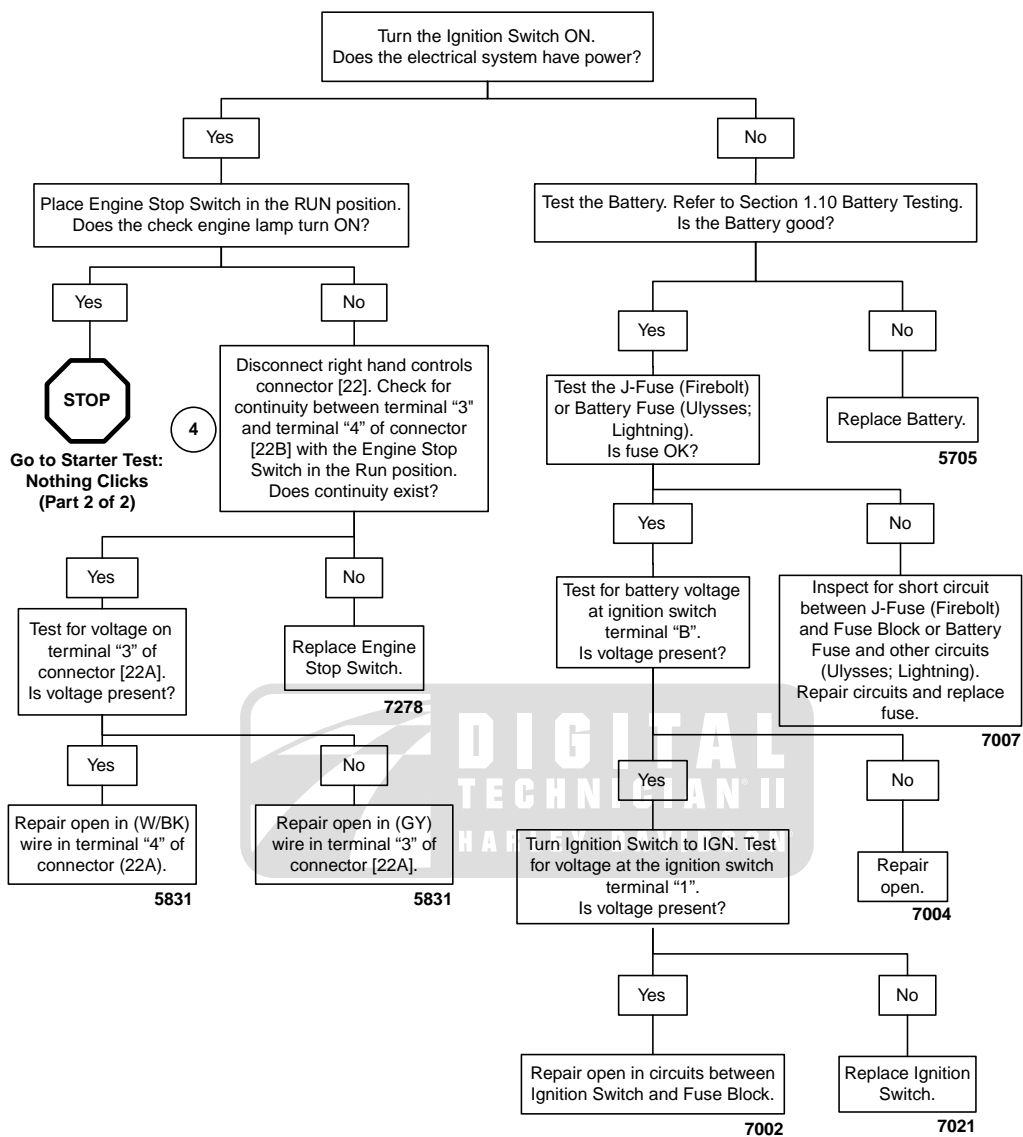 Turn the Ignition Switch ON.
Does the electrical system have power?
Yes
No
Place Engine Stop Switch in the RUN position.
Does the check engine lamp turn ON?
Test the Battery. Refer to Section 1.10 Battery Testing.
Is the Battery good?
Yes
No
Yes
No
STOP
Go to Starter Test:
Nothing Clicks
(Part 2 of 2)
4
Disconnect right hand controls
connector [22]. Check for
continuity between terminal “3”
and terminal “4” of connector
[22B] with the Engine Stop
Switch in the Run position.
Does continuity exist?
Test the J-Fuse (Firebolt)
or Battery Fuse (Ulysses;
Lightning).
Is fuse OK?
Replace Battery.
5705
Yes
No
Yes
No
Test for voltage on
terminal “3” of
connector [22A].
Is voltage present?
Replace Engine
Stop Switch.
7278
Test for battery voltage
at ignition switch
terminal “B”.
Is voltage present?
Inspect for short circuit
between J-Fuse (Firebolt)
and Fuse Block or Battery
Fuse and other circuits
(Ulysses; Lightning).
Repair circuits and replace
fuse.
7007
Yes
No
Yes
No
Repair open in (W/BK)
wire in terminal “4” of
connector (22A).
5831
Repair open in (GY)
wire in terminal “3” of
connector [22A].
5831
Turn Ignition Switch to IGN. Test
for voltage at the ignition switch
terminal “1”.
Is voltage present?
Repair
open.
7004
Yes
No
Repair open in circuits between
Ignition Switch and Fuse Block.
7002
Replace Ignition
Switch.
7021
DIGITAL
TECHNICIAN® II
HARLEY-DAVIDSON